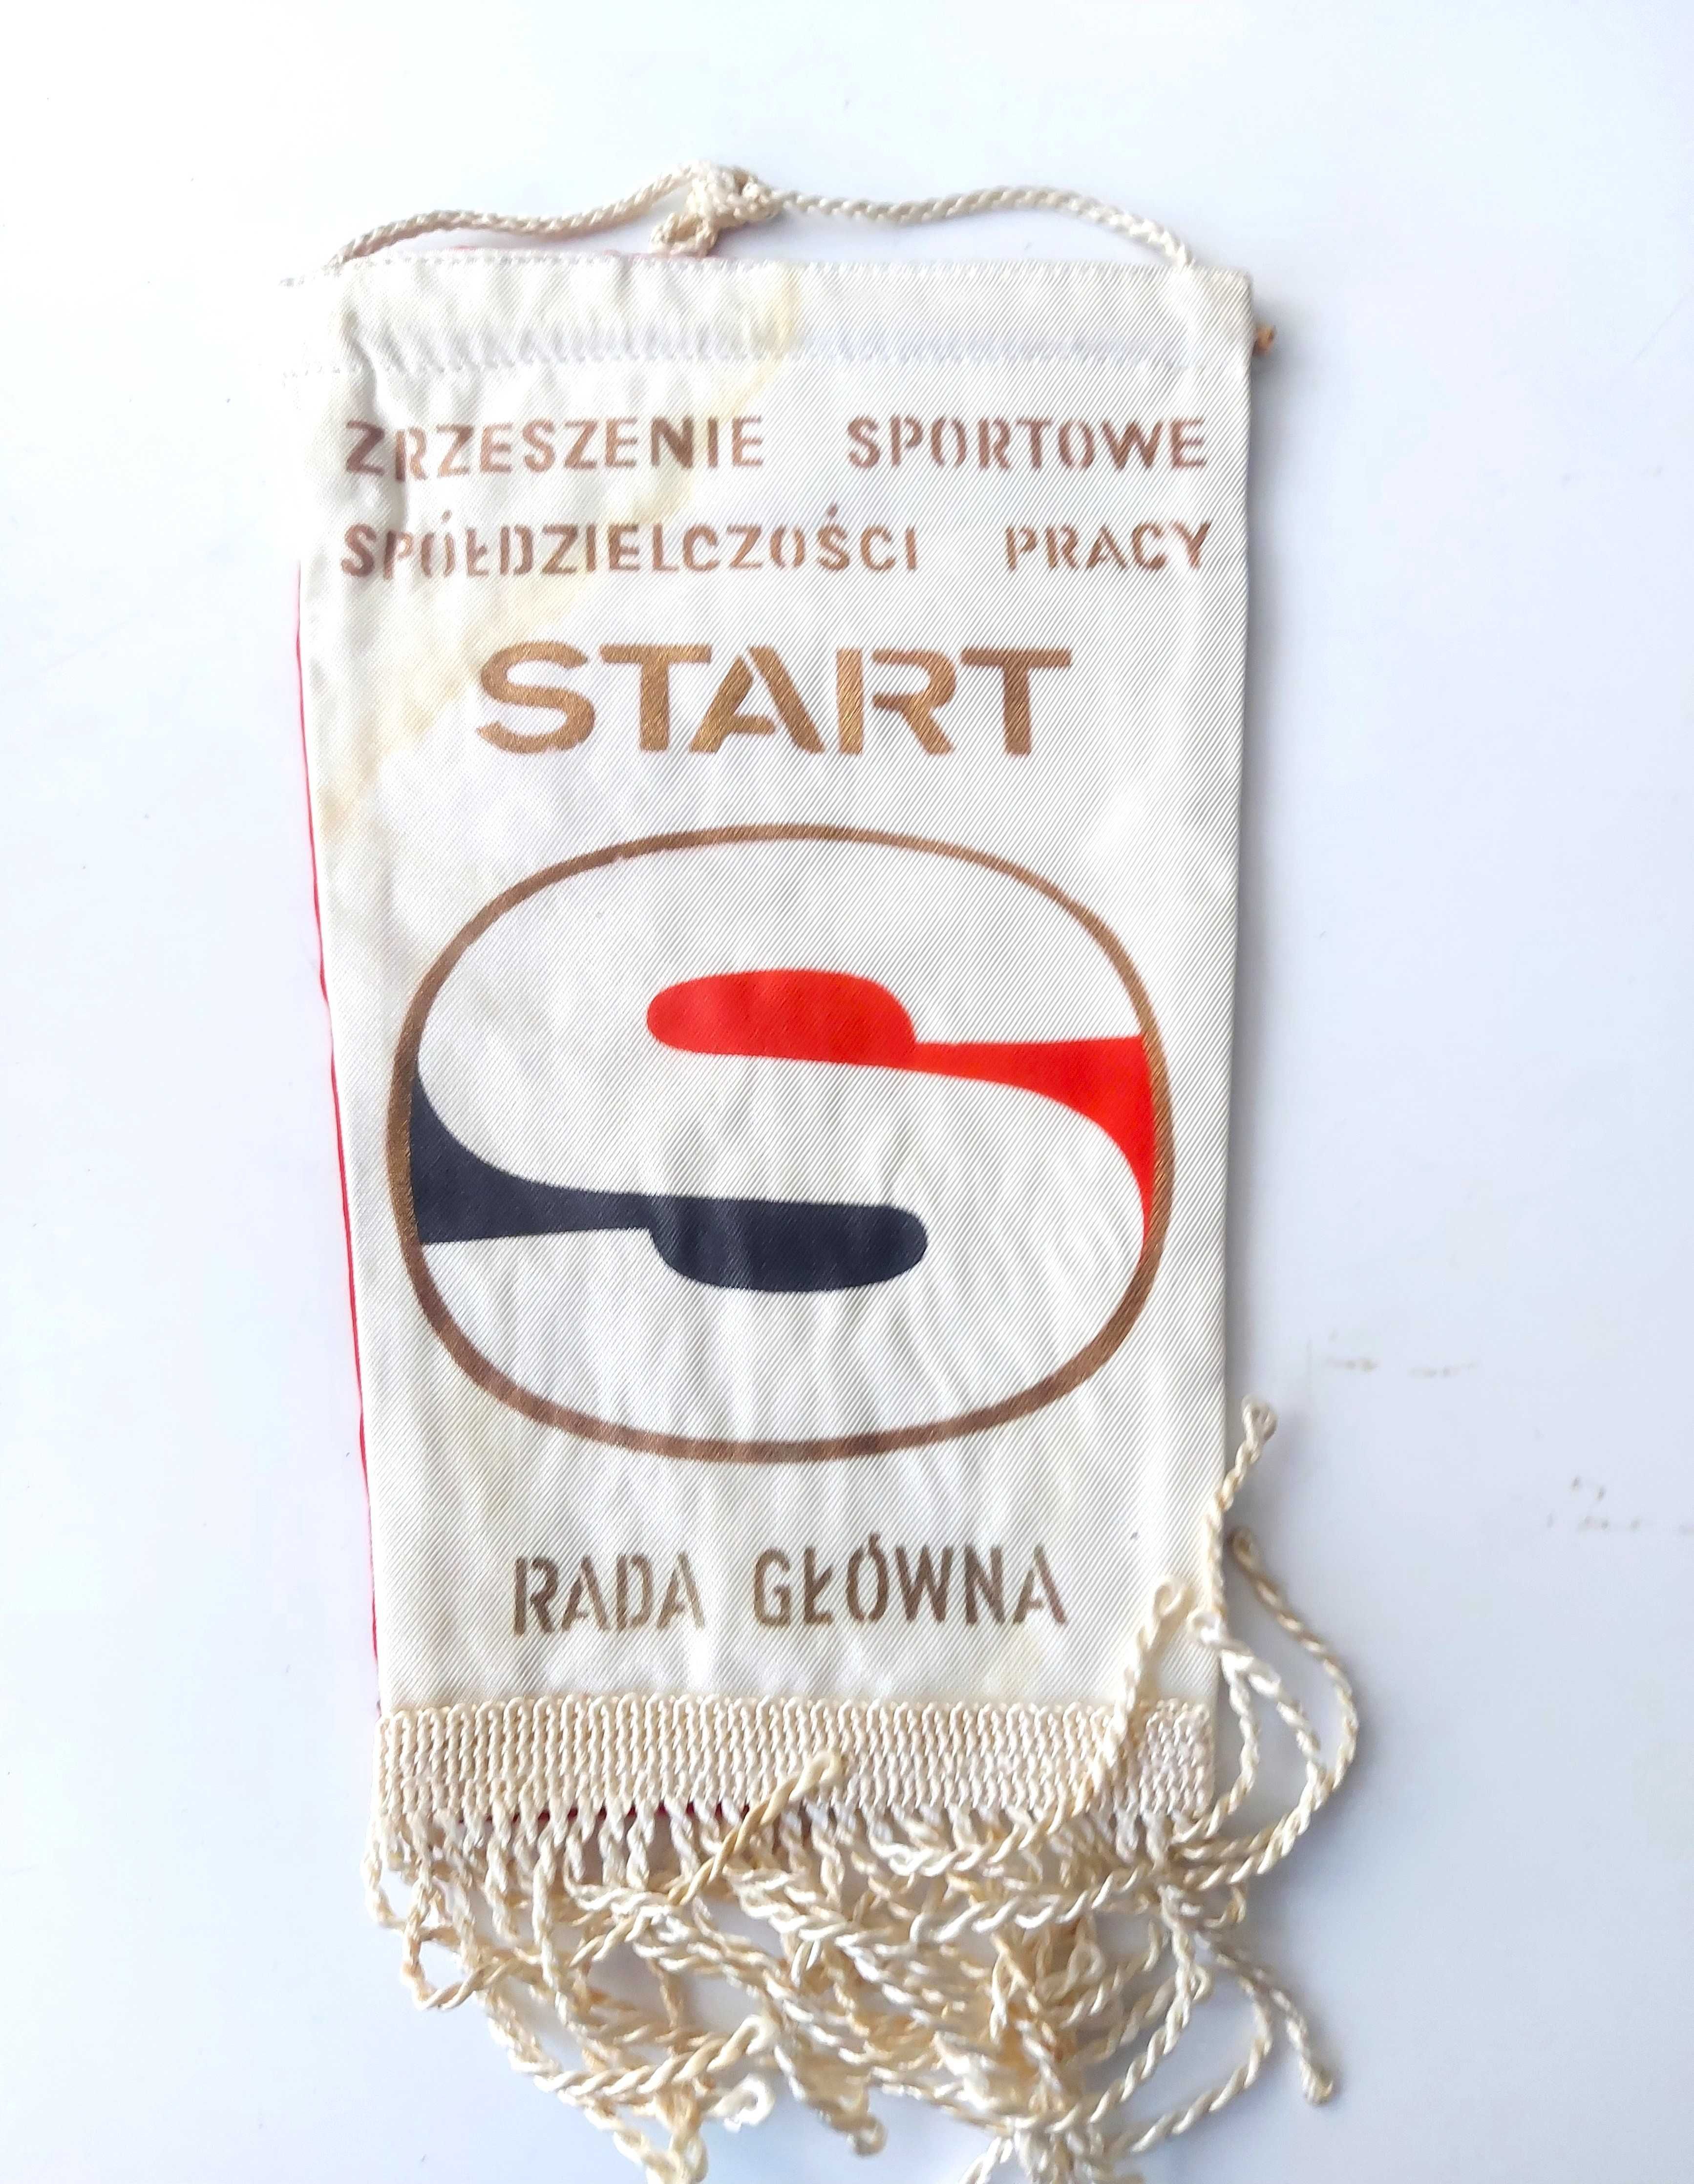 ZRZESZENIE SPORTOWE
SPÓŁDZIELCZOŚCI PRACY
START
RADA GŁÓWNA